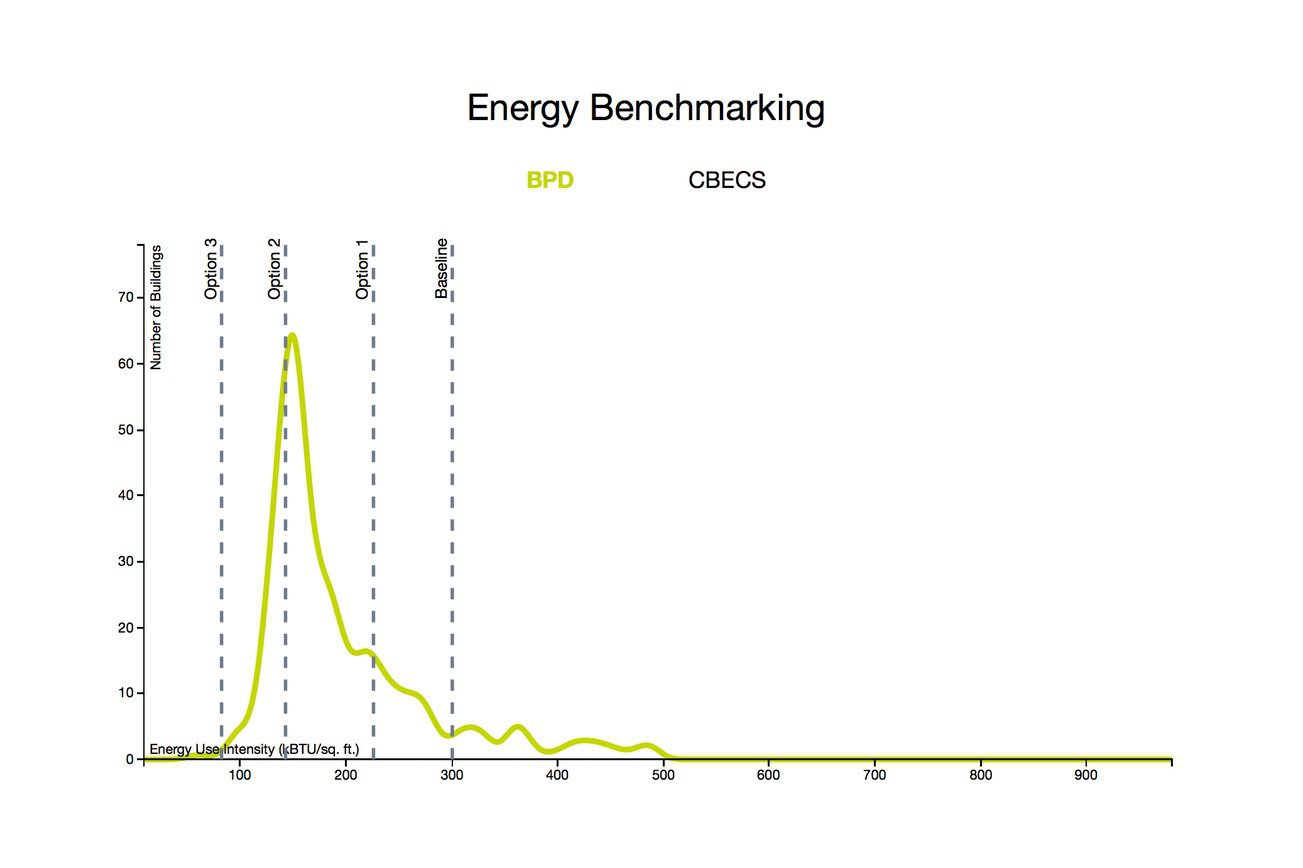 Energy Benchmarking
BPD CBECS
Number of Buildings
Option 3
Option 2
Option 1
Baseline
70
60
50
40
30
20
10
0
Energy Use Intensity (kBTU/sq. ft.)
100 200 300 400 500 600 700 800 900